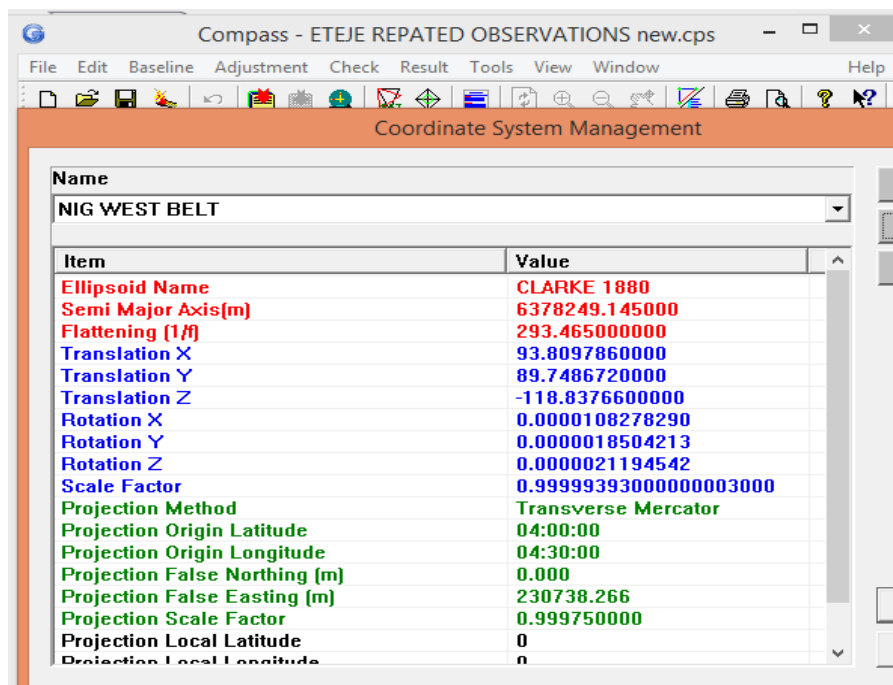 Compass - ETEJE REPATED OBSERVATIONS new.cps
File Edit Baseline Adjustment Check Result Tools View Window Help
Coordinate System Management
Name
NIG WEST BELT
Item Value
Ellipsoid Name CLARKE 1880
Semi Major Axis(m) 6378249.145000
Flattening (1/f) 293.465000000
Translation X 93.8097860000
Translation Y 89.7486720000
Translation Z -118.8376600000
Rotation X 0.0000108278290
Rotation Y 0.0000018504213
Rotation Z 0.0000021194542
Scale Factor 0.99999393000000003000
Projection Method Transverse Mercator
Projection Origin Latitude 04:00:00
Projection Origin Longitude 04:30:00
Projection False Northing (m) 0.000
Projection False Easting (m) 230738.266
Projection Scale Factor 0.999750000
Projection Local Latitude 0
Projection Local Longitude 0